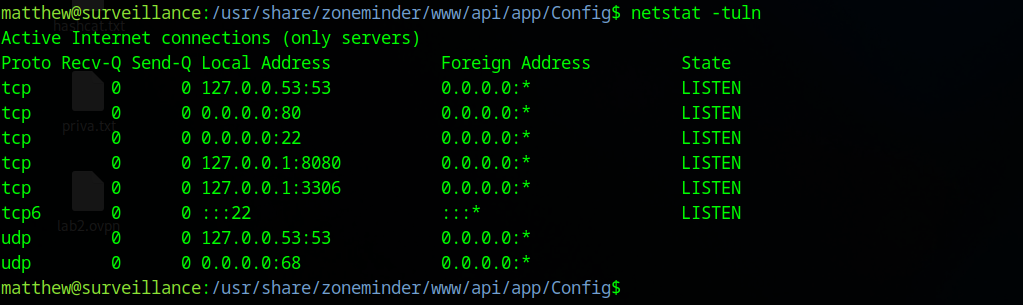 matthew@surveillance:/usr/share/zoneminder/www/api/app/Config$ netstat -tuln
Active Internet connections (only servers)
Proto Recv-Q Send-Q Local Address           Foreign Address         State
tcp        0      0 127.0.0.53:53           0.0.0.0:*               LISTEN
tcp        0      0 0.0.0.0:80              0.0.0.0:*               LISTEN
tcp        0      0 0.0.0.0:22              0.0.0.0:*               LISTEN
tcp        0      0 127.0.0.1:8080          0.0.0.0:*               LISTEN
priva.txt
tcp        0      0 127.0.0.1:3306          0.0.0.0:*               LISTEN
tcp6       0      0 :::22                   :::*                    LISTEN
lab2.ovpn
udp        0      0 127.0.0.53:53           0.0.0.0:*
udp        0      0 0.0.0.0:68              0.0.0.0:*
matthew@surveillance:/usr/share/zoneminder/www/api/app/Config$